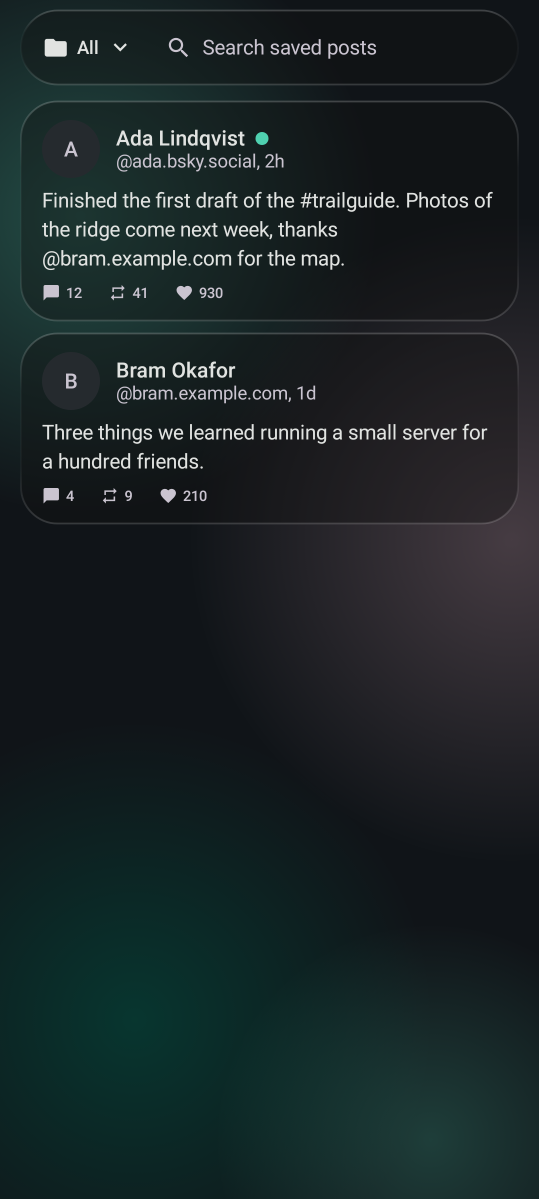 All
Search saved posts
A
Ada Lindqvist
@ada.bsky.social, 2h
Finished the first draft of the #trailguide. Photos of
the ridge come next week, thanks
@bram.example.com for the map.
12 41 930
B
Bram Okafor
@bram.example.com, 1d
Three things we learned running a small server for
a hundred friends.
4 9 210